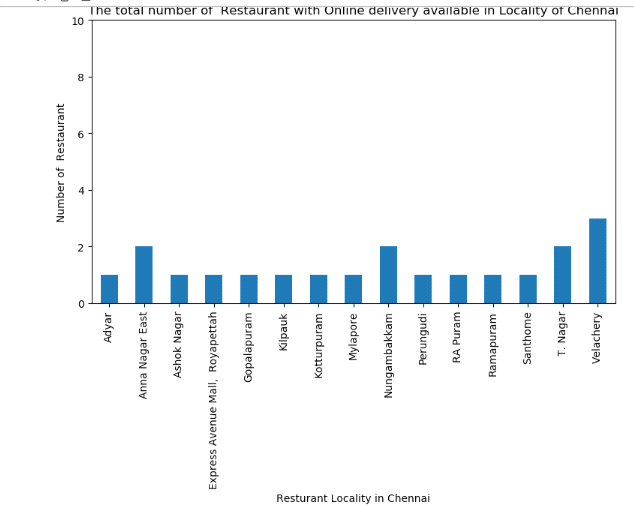 The total number of  Restaurant with Online delivery available in Locality of Chennai
10
8
6
4
2
0
Number of  Restaurant
Adyar
Anna Nagar East
Ashok Nagar
Express Avenue Mall,  Royapettah
Gopalapuram
Kilpauk
Kotturpuram
Mylapore
Nungambakkam
Perungudi
RA Puram
Ramapuram
Santhome
T. Nagar
Velachery
Resturant Locality in Chennai